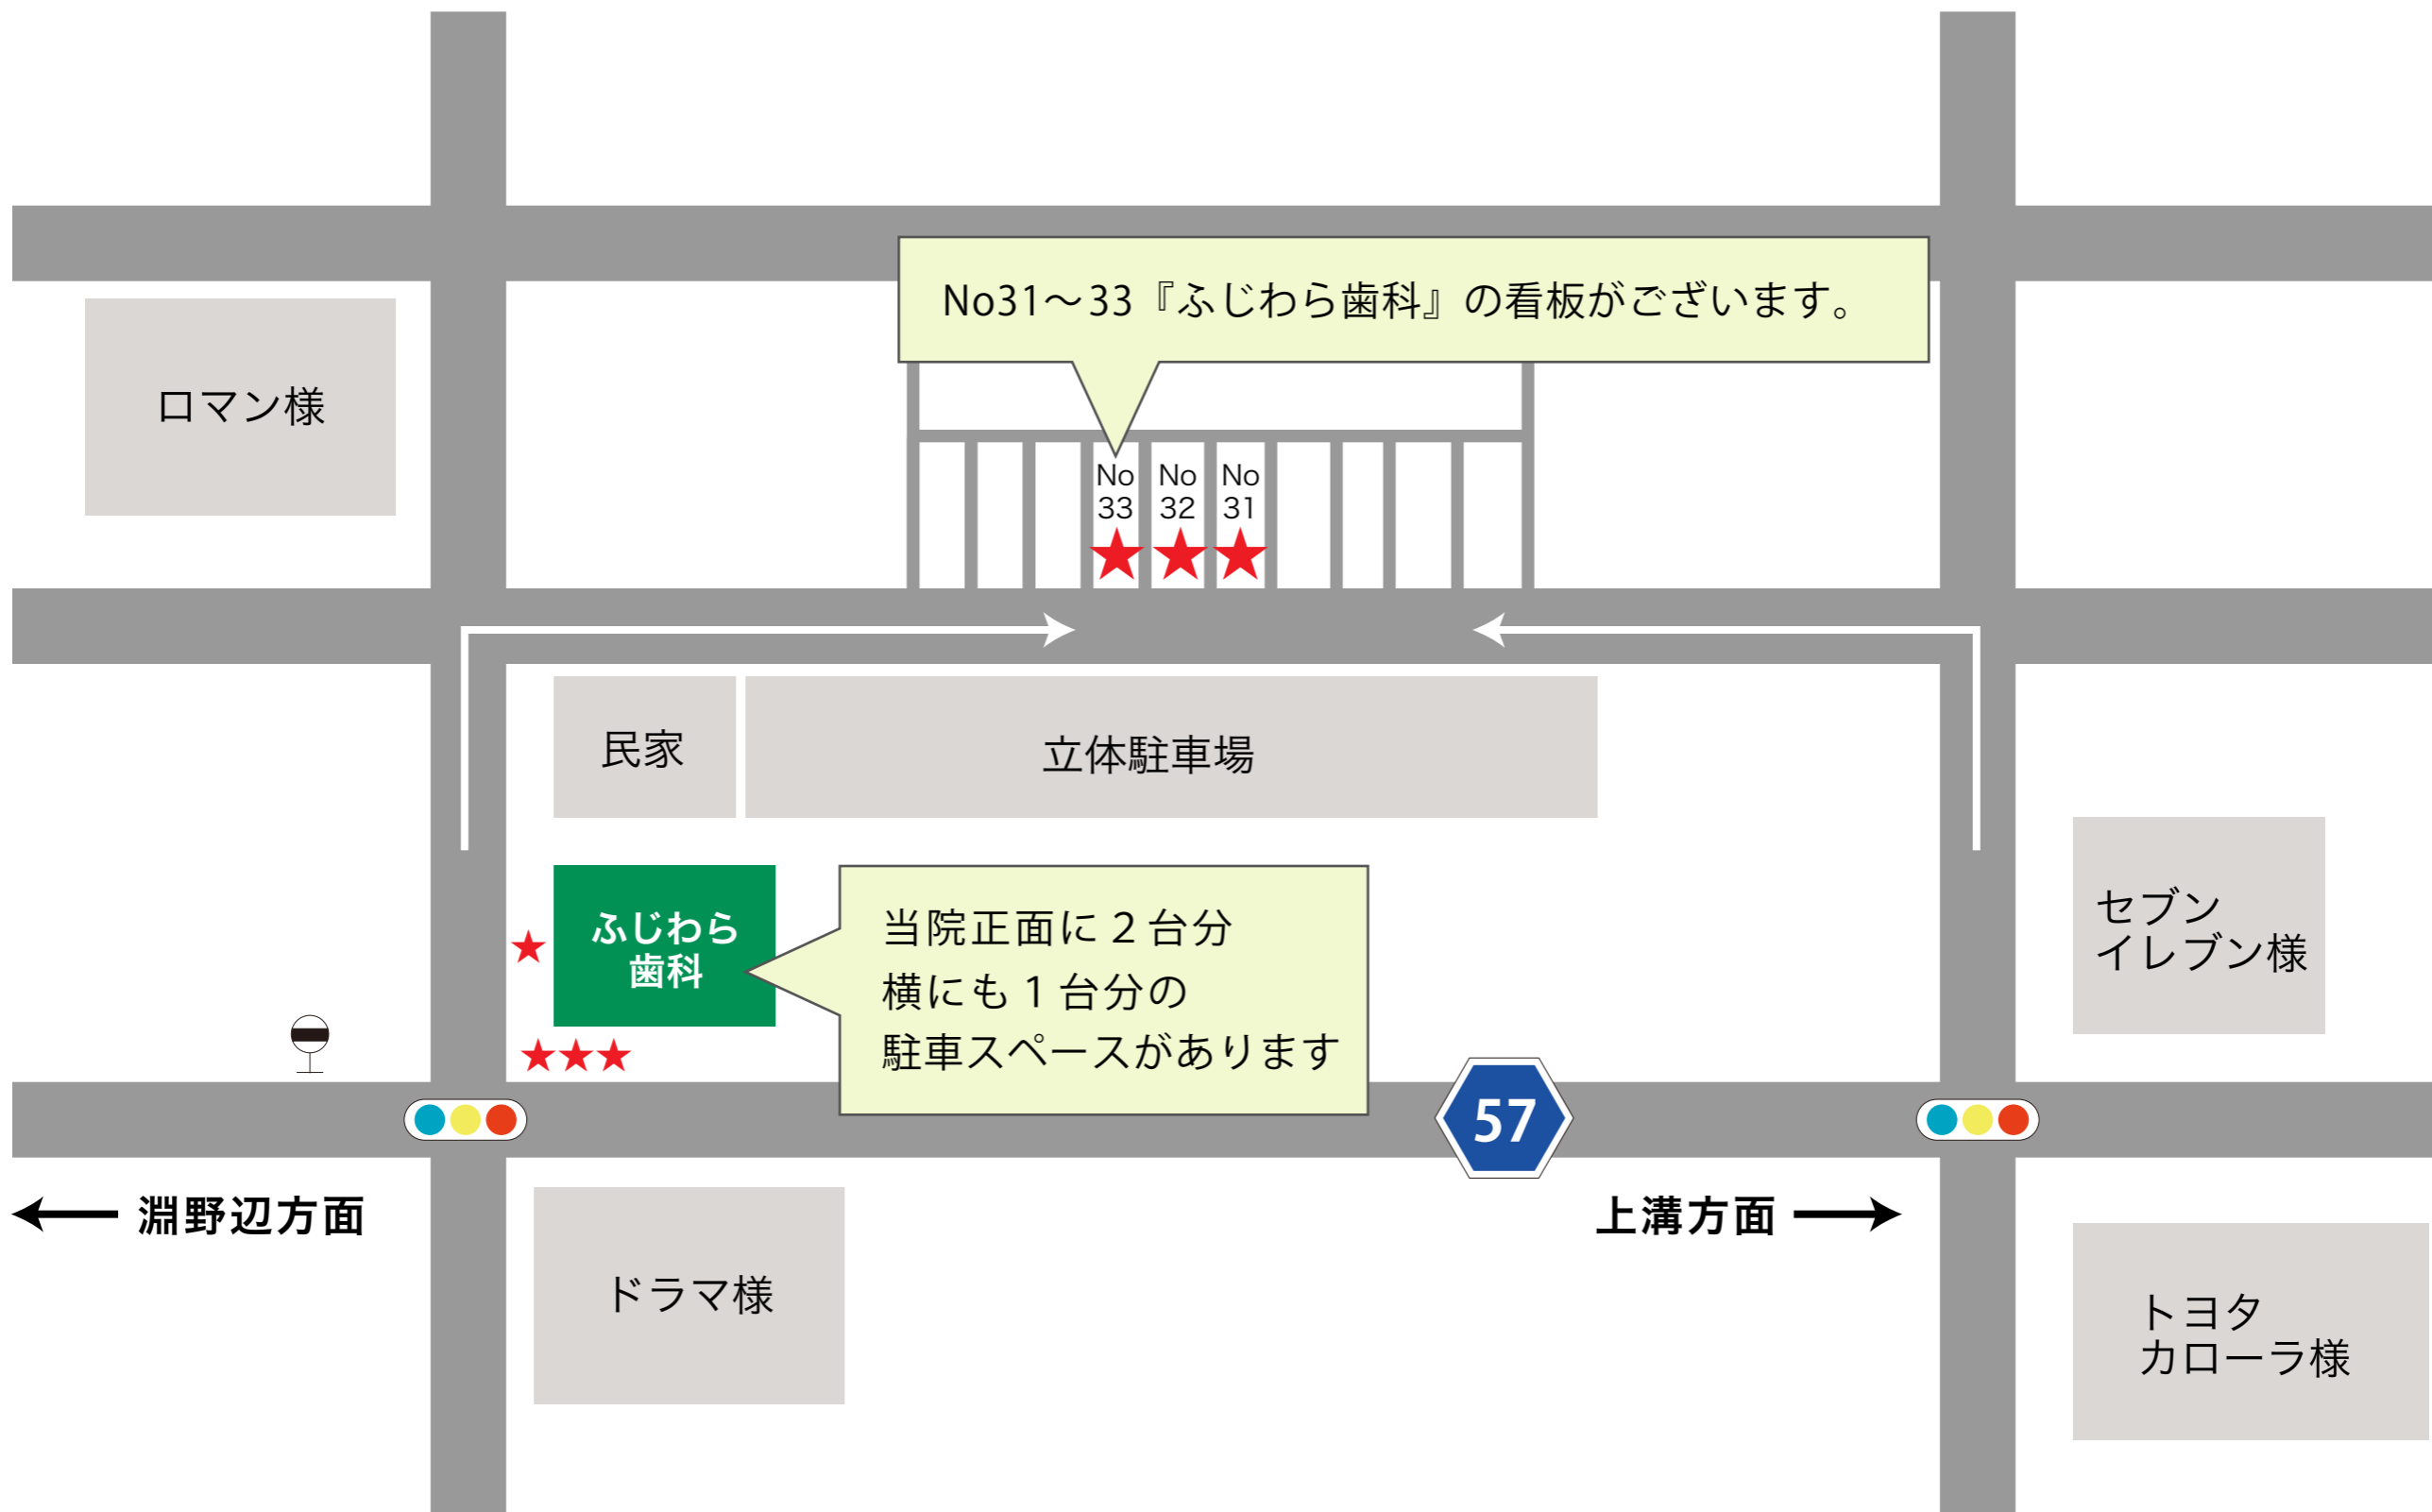 No31〜33『ふじわら歯科』の看板がございます。
ロマン様
No
33
No
32
No
31
民家
立体駐車場
ふじわら
歯科
当院正面に２台分
横にも１台分の
駐車スペースがあります
セブン
イレブン様
57
淵野辺方面
上溝方面
ドラマ様
トヨタ
カローラ様